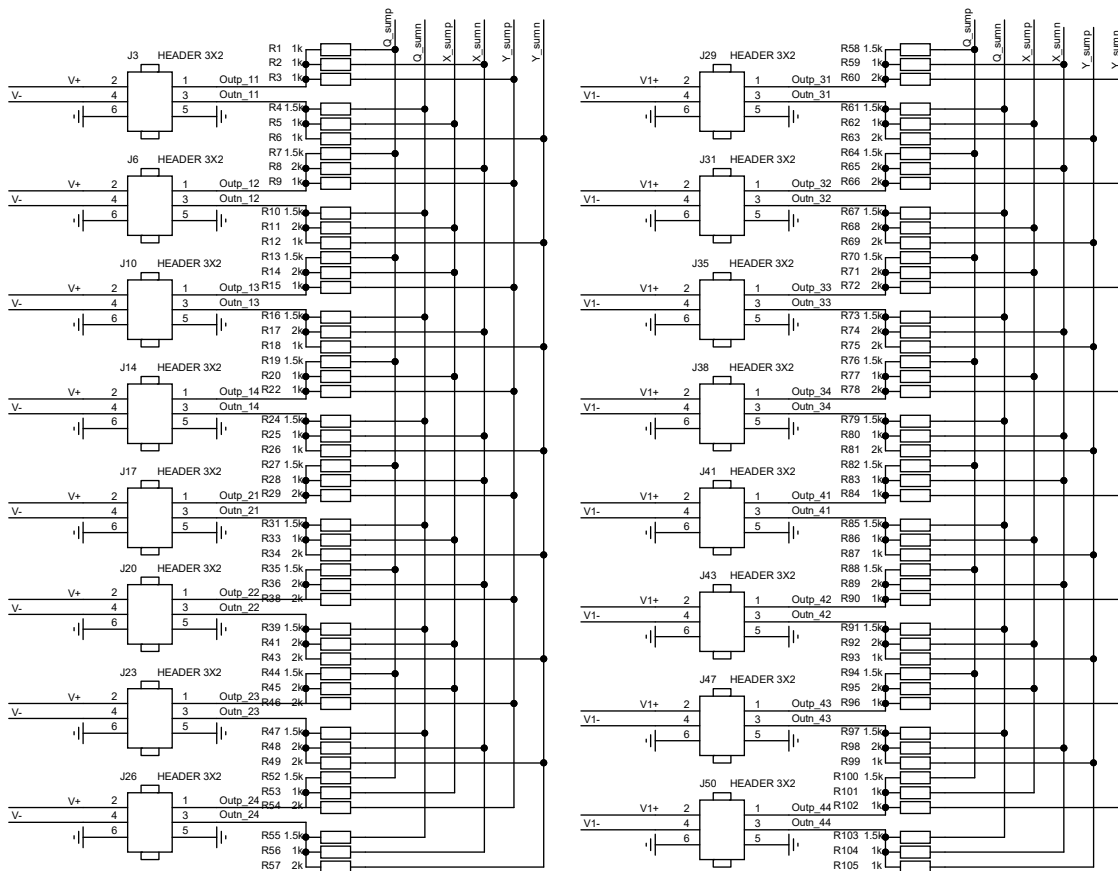 Q_sump
Q_sumn
X_sump
X_sumn
Y_sump
Y_sumn
J3 HEADER 3X2
R1 1k
R2 1k
R3 1k
V+ 2 1 Outp_11
V- 4 3 Outn_11
6 5
R4 1.5k
R5 1k
R6 1k
R7 1.5k
J6 HEADER 3X2
R8 2k
R9 1k
V+ 2 1 Outp_12
V- 4 3 Outn_12
6 5
R10 1.5k
R11 2k
R12 1k
R13 1.5k
J10 HEADER 3X2
R14 2k
R15 1k
V+ 2 1 Outp_13
V- 4 3 Outn_13
6 5
R16 1.5k
R17 2k
R18 1k
R19 1.5k
J14 HEADER 3X2
R20 1k
R22 1k
V+ 2 1 Outp_14
V- 4 3 Outn_14
6 5
R24 1.5k
R25 1k
R26 1k
R27 1.5k
J17 HEADER 3X2
R28 1k
R29 2k
V+ 2 1 Outp_21
V- 4 3 Outn_21
6 5
R31 1.5k
R33 1k
R34 2k
R35 1.5k
J20 HEADER 3X2
R36 2k
R38 2k
V+ 2 1 Outp_22
V- 4 3 Outn_22
6 5
R39 1.5k
R41 2k
R43 2k
R44 1.5k
J23 HEADER 3X2
R45 2k
R46 2k
V+ 2 1 Outp_23
V- 4 3 Outn_23
6 5
R47 1.5k
R48 2k
R49 2k
R52 1.5k
J26 HEADER 3X2
R53 1k
R54 2k
V+ 2 1 Outp_24
V- 4 3 Outn_24
6 5
R55 1.5k
R56 1k
R57 2k
Q_sump
Q_sumn
X_sump
X_sumn
Y_sump
Y_sumn
J29 HEADER 3X2
R58 1.5k
R59 1k
R60 2k
V1+ 2 1 Outp_31
V1- 4 3 Outn_31
6 5
R61 1.5k
R62 1k
R63 2k
R64 1.5k
J31 HEADER 3X2
R65 2k
R66 2k
V1+ 2 1 Outp_32
V1- 4 3 Outn_32
6 5
R67 1.5k
R68 2k
R69 2k
R70 1.5k
J35 HEADER 3X2
R71 2k
R72 2k
V1+ 2 1 Outp_33
V1- 4 3 Outn_33
6 5
R73 1.5k
R74 2k
R75 2k
R76 1.5k
J38 HEADER 3X2
R77 1k
R78 2k
V1+ 2 1 Outp_34
V1- 4 3 Outn_34
6 5
R79 1.5k
R80 1k
R81 2k
R82 1.5k
J41 HEADER 3X2
R83 1k
R84 1k
V1+ 2 1 Outp_41
V1- 4 3 Outn_41
6 5
R85 1.5k
R86 1k
R87 1k
R88 1.5k
J43 HEADER 3X2
R89 2k
R90 1k
V1+ 2 1 Outp_42
V1- 4 3 Outn_42
6 5
R91 1.5k
R92 2k
R93 1k
R94 1.5k
J47 HEADER 3X2
R95 2k
R96 1k
V1+ 2 1 Outp_43
V1- 4 3 Outn_43
6 5
R97 1.5k
R98 2k
R99 1k
R100 1.5k
J50 HEADER 3X2
R101 1k
R102 1k
V1+ 2 1 Outp_44
V1- 4 3 Outn_44
6 5
R103 1.5k
R104 1k
R105 1k